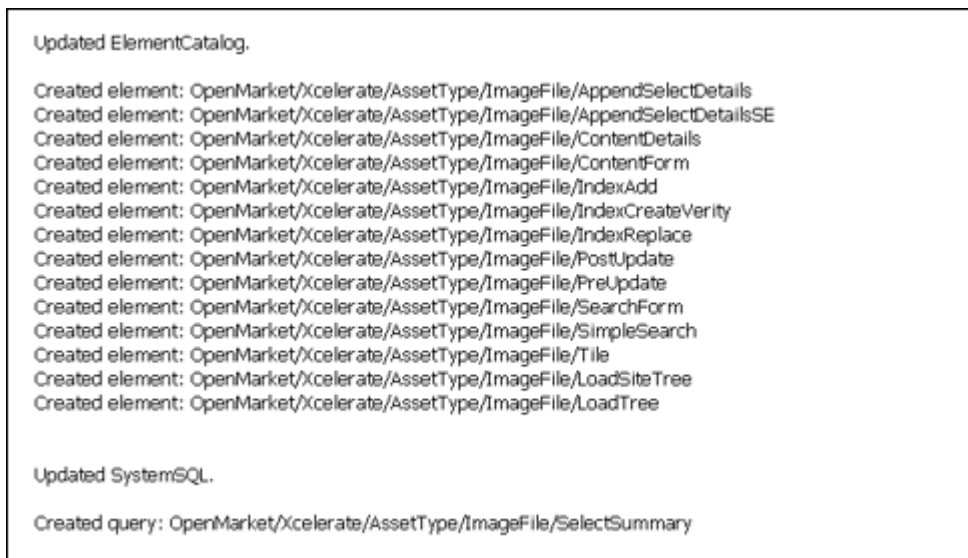 Updated ElementCatalog.
Created element: OpenMarket/Xcelerate/AssetType/ImageFile/AppendSelectDetails
Created element: OpenMarket/Xcelerate/AssetType/ImageFile/AppendSelectDetailsSE
Created element: OpenMarket/Xcelerate/AssetType/ImageFile/ContentDetails
Created element: OpenMarket/Xcelerate/AssetType/ImageFile/ContentForm
Created element: OpenMarket/Xcelerate/AssetType/ImageFile/IndexAdd
Created element: OpenMarket/Xcelerate/AssetType/ImageFile/IndexCreateVerity
Created element: OpenMarket/Xcelerate/AssetType/ImageFile/IndexReplace
Created element: OpenMarket/Xcelerate/AssetType/ImageFile/PostUpdate
Created element: OpenMarket/Xcelerate/AssetType/ImageFile/PreUpdate
Created element: OpenMarket/Xcelerate/AssetType/ImageFile/SearchForm
Created element: OpenMarket/Xcelerate/AssetType/ImageFile/SimpleSearch
Created element: OpenMarket/Xcelerate/AssetType/ImageFile/Tile
Created element: OpenMarket/Xcelerate/AssetType/ImageFile/LoadSiteTree
Created element: OpenMarket/Xcelerate/AssetType/ImageFile/LoadTree
Updated SystemSQL.
Created query: OpenMarket/Xcelerate/AssetType/ImageFile/SelectSummary